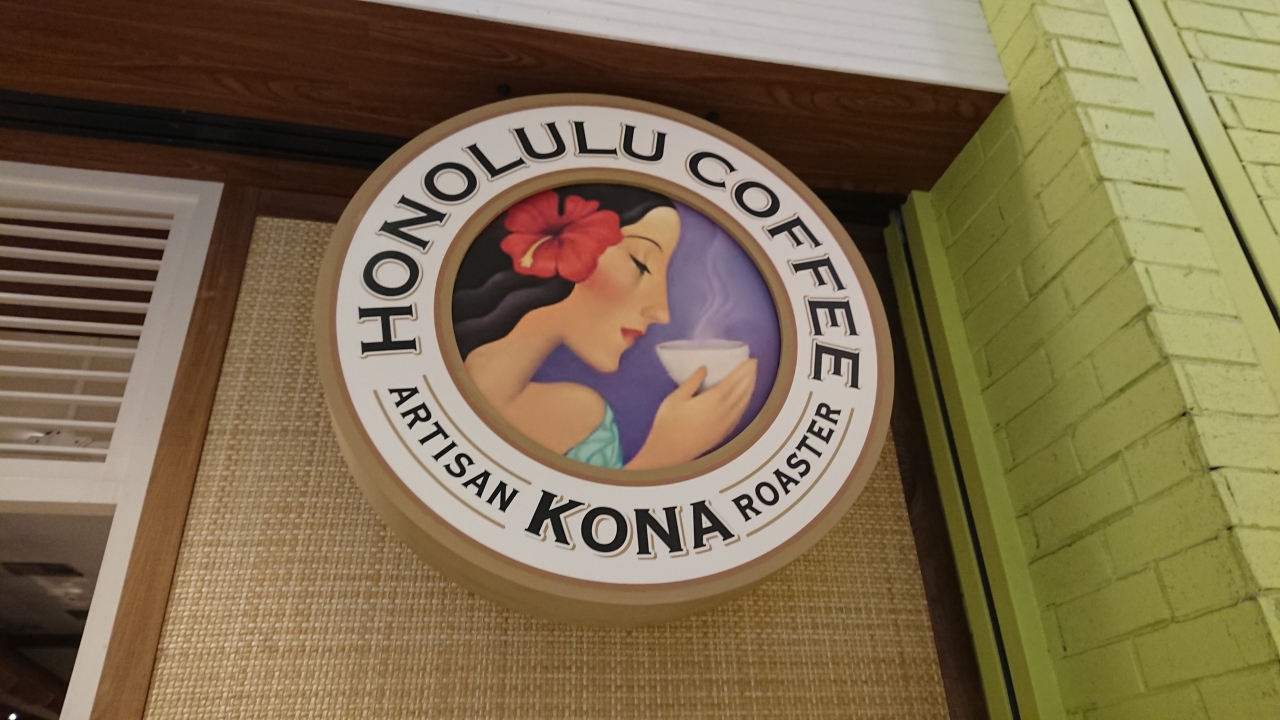 HONOLULU COFFEE
ARTISAN KONA ROASTER